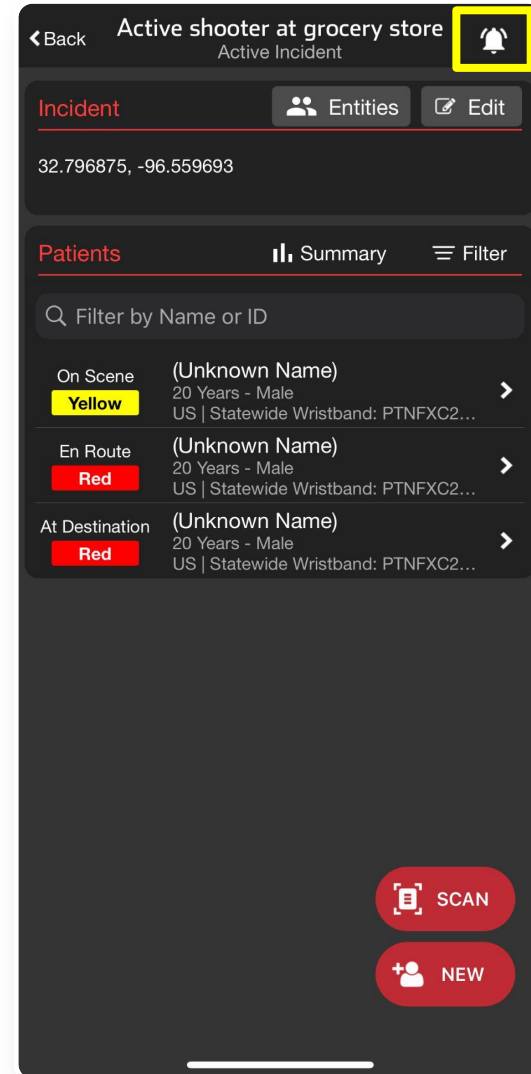 Back
Active shooter at grocery store
Active Incident
Incident
Entities
Edit
32.796875, -96.559693
Patients
Summary
Filter
Filter by Name or ID
On Scene
Yellow
(Unknown Name)
20 Years - Male
US | Statewide Wristband: PTNFXC2...
En Route
Red
(Unknown Name)
20 Years - Male
US | Statewide Wristband: PTNFXC2...
At Destination
Red
(Unknown Name)
20 Years - Male
US | Statewide Wristband: PTNFXC2...
SCAN
NEW